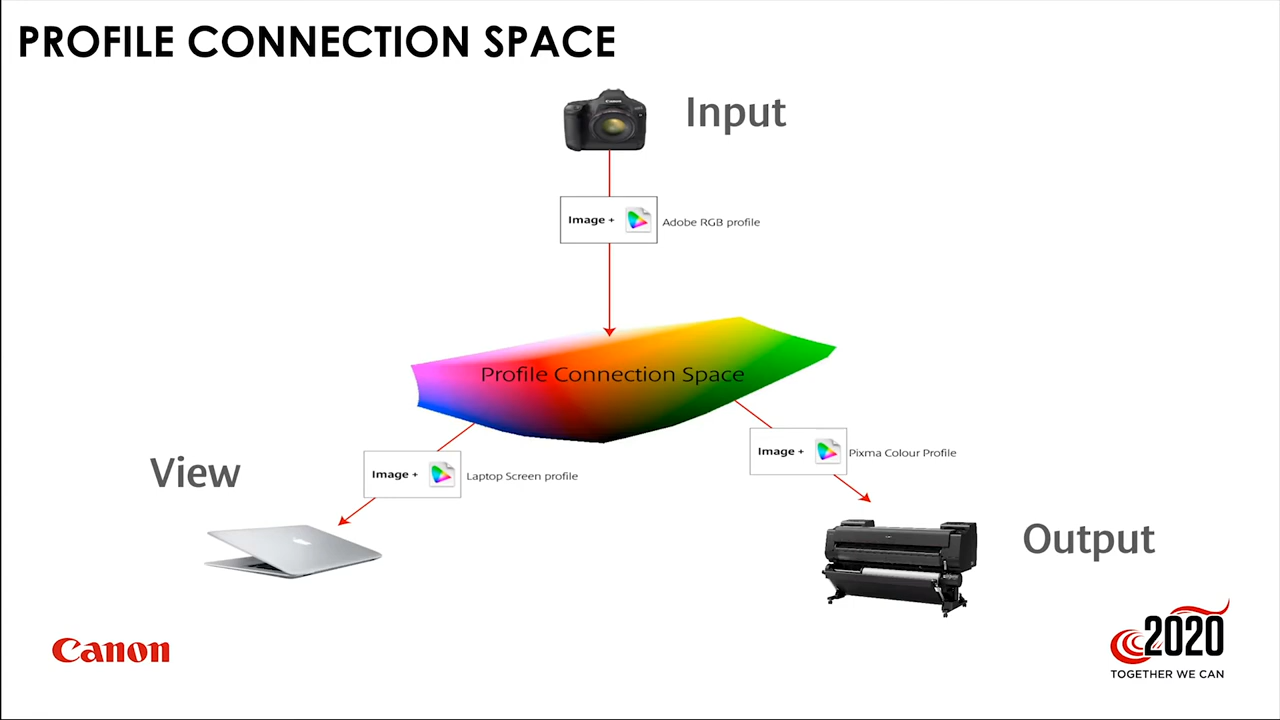 PROFILE CONNECTION SPACE
Input
Image +
Adobe RGB profile
Profile Connection Space
View
Image +
Laptop Screen profile
Image +
Pixma Colour Profile
Output
Canon
2020
TOGETHER WE CAN